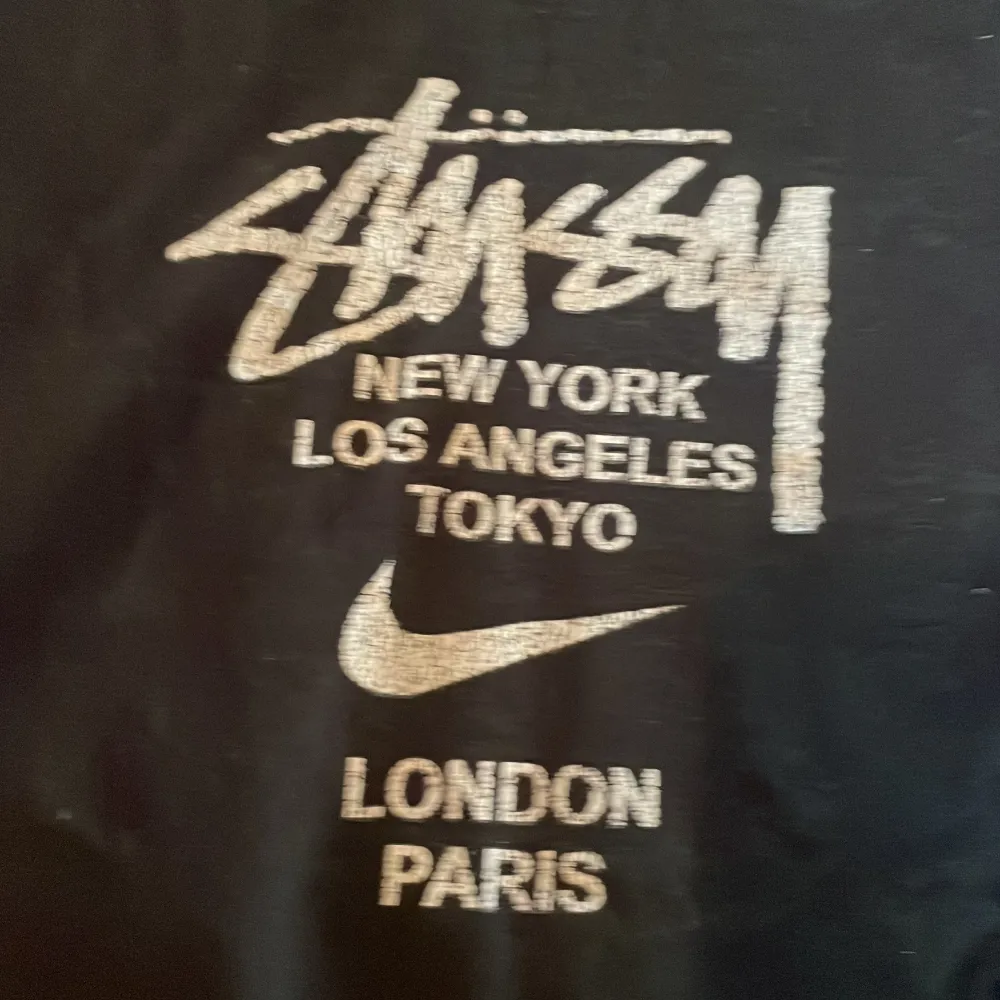 Stüssy
NEW YORK
LOS ANGELES
TOKYO
LONDON
PARIS